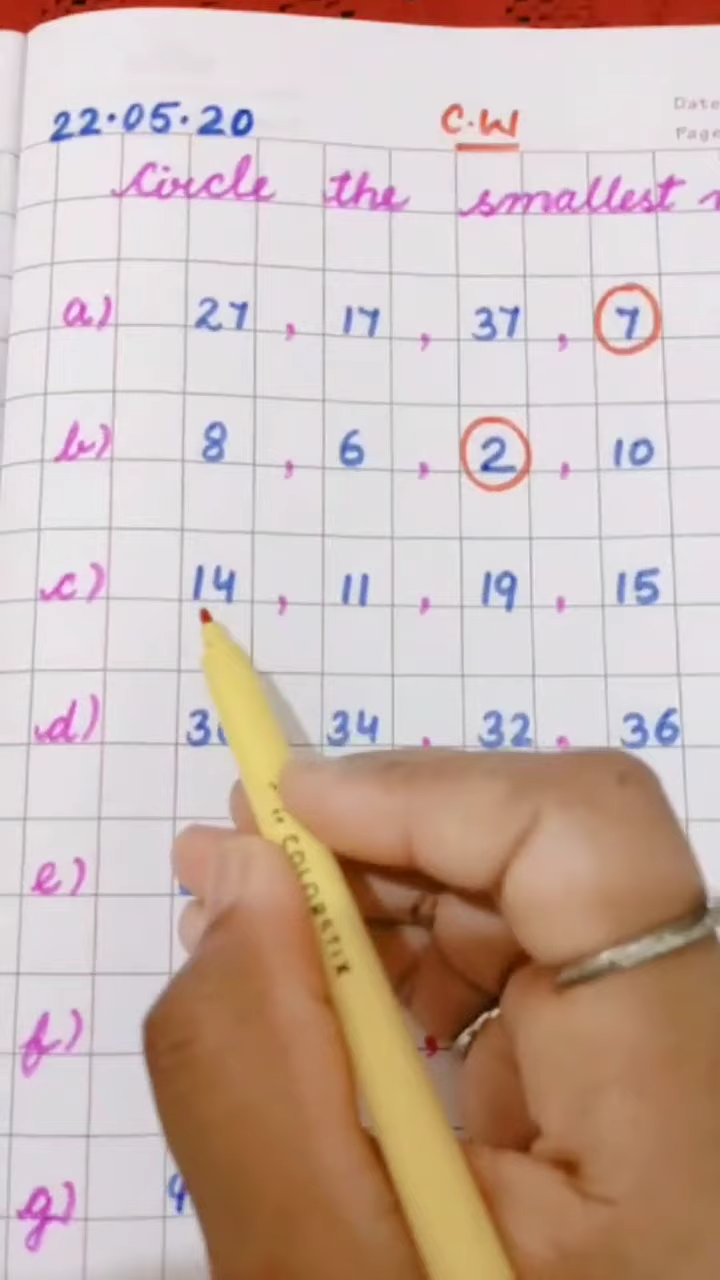 Date
Page
22.05.20 C.W
Circle the smallest
a) 27, 17, 37, 7
b) 8, 6, 2, 10
c) 14, 11, 19, 15
d) 34, 32, 36
e)
f) ,
g)
COLORSTIX